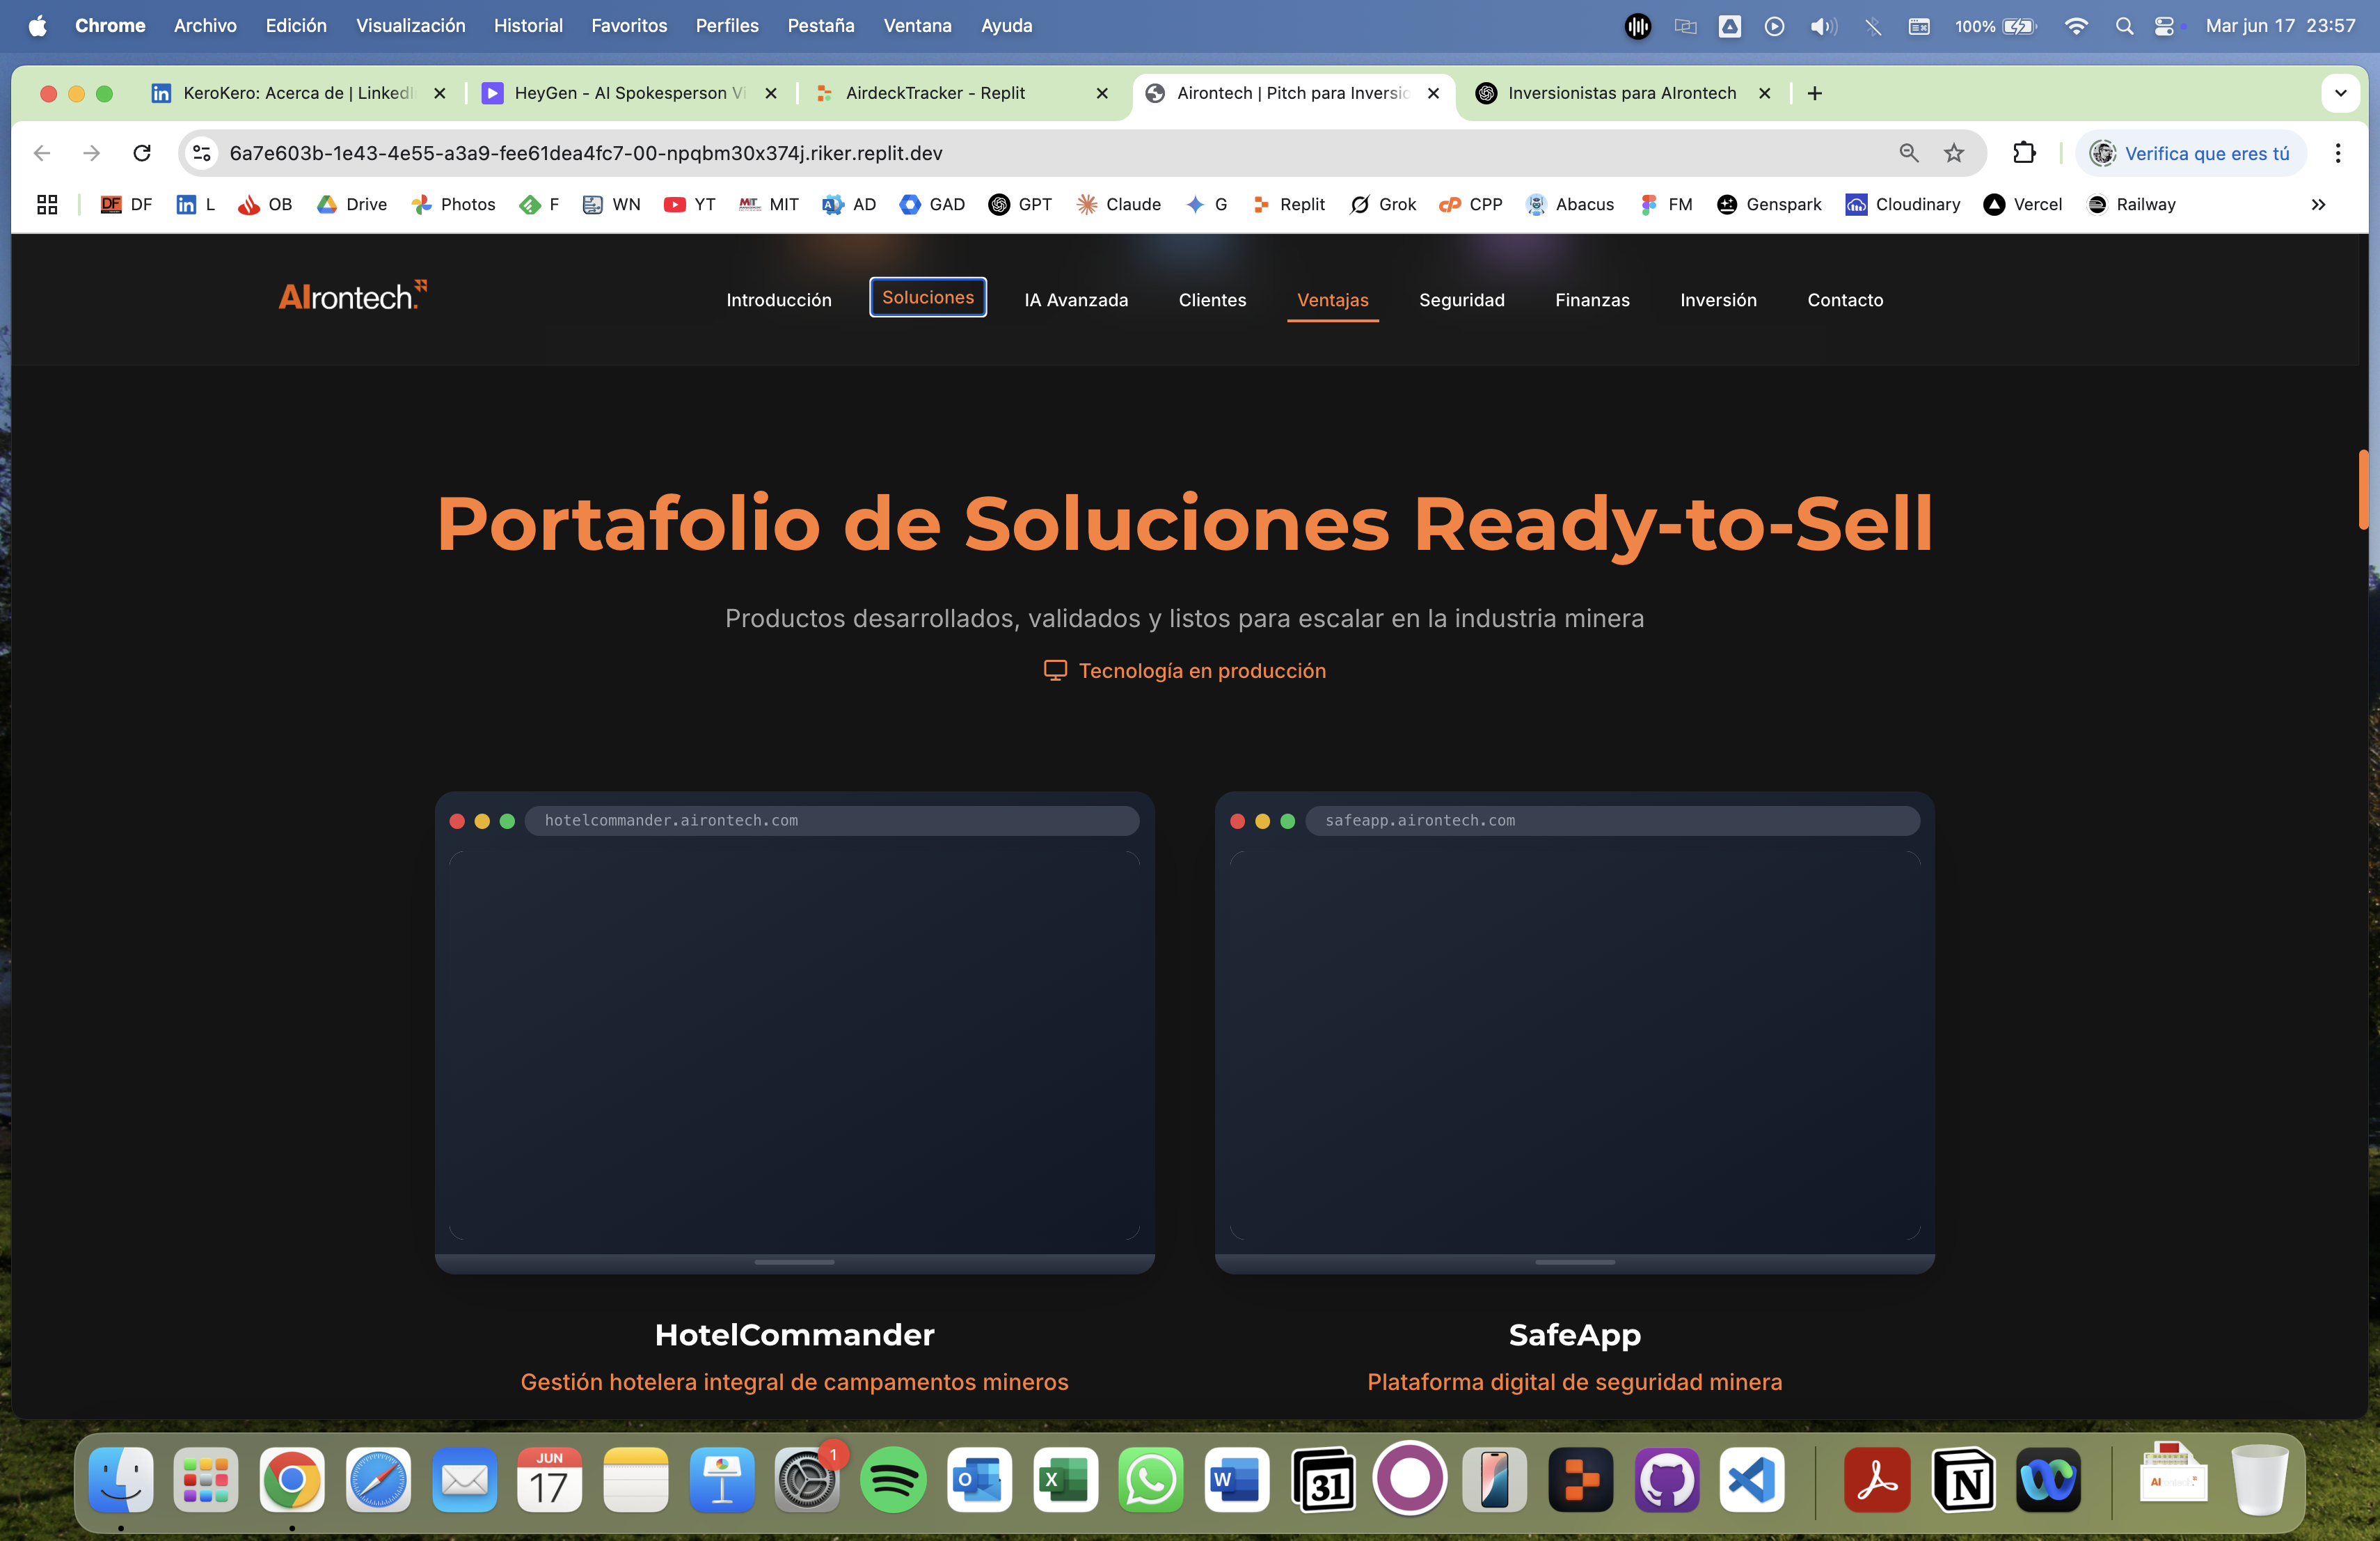 Chrome Archivo Edición Visualización Historial Favoritos Perfiles Pestaña Ventana Ayuda 100% Mar jun 17 23:57
KeroKero: Acerca de | LinkedI HeyGen - AI Spokesperson Vi AirdeckTracker - Replit Airontech | Pitch para Inversio Inversionistas para AIrontech
6a7e603b-1e43-4e55-a3a9-fee61dea4fc7-00-npqbm30x374j.riker.replit.dev Verifica que eres tú
DF DF in L OB Drive Photos F WN YT MIT MIT AD GAD GPT Claude G Replit Grok CPP Abacus FM Genspark Cloudinary Vercel Railway
AIrontech. Introducción Soluciones IA Avanzada Clientes Ventajas Seguridad Finanzas Inversión Contacto
Portafolio de Soluciones Ready-to-Sell
Productos desarrollados, validados y listos para escalar en la industria minera
Tecnología en producción
hotelcommander.airontech.com
safeapp.airontech.com
HotelCommander
Gestión hotelera integral de campamentos mineros
SafeApp
Plataforma digital de seguridad minera
JUN
17
1
31